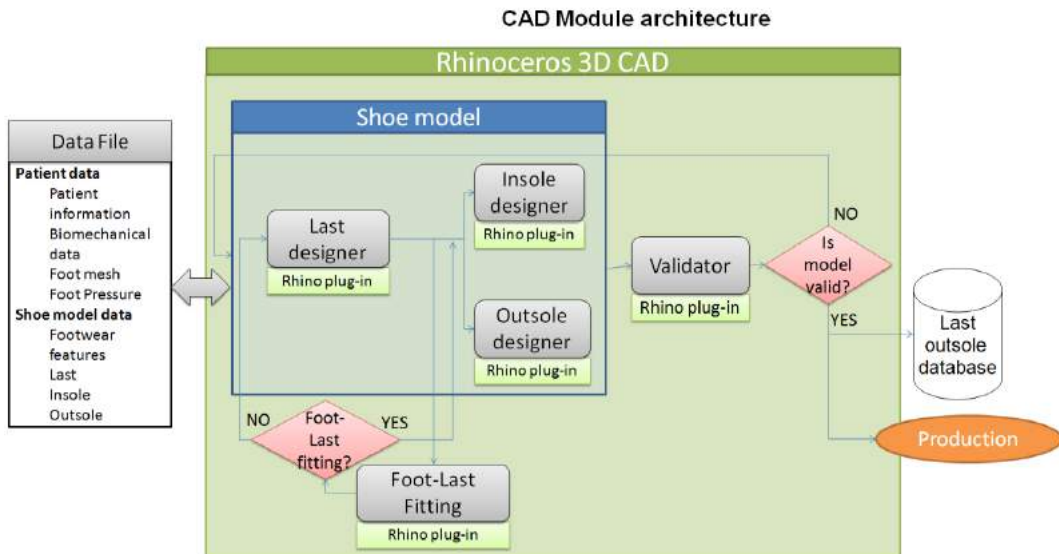 CAD Module architecture
Rhinoceros 3D CAD
Shoe model
Data File
Patient data
Patient
information
Biomechanical
data
Foot mesh
Foot Pressure
Shoe model data
Footwear
features
Last
Insole
Outsole
Last
designer
Rhino plug-in
Insole
designer
Rhino plug-in
Outsole
designer
Rhino plug-in
Validator
Rhino plug-in
NO
Is
model
valid?
YES
Last
outsole
database
Production
NO
Foot-
Last
fitting?
YES
Foot-Last
Fitting
Rhino plug-in